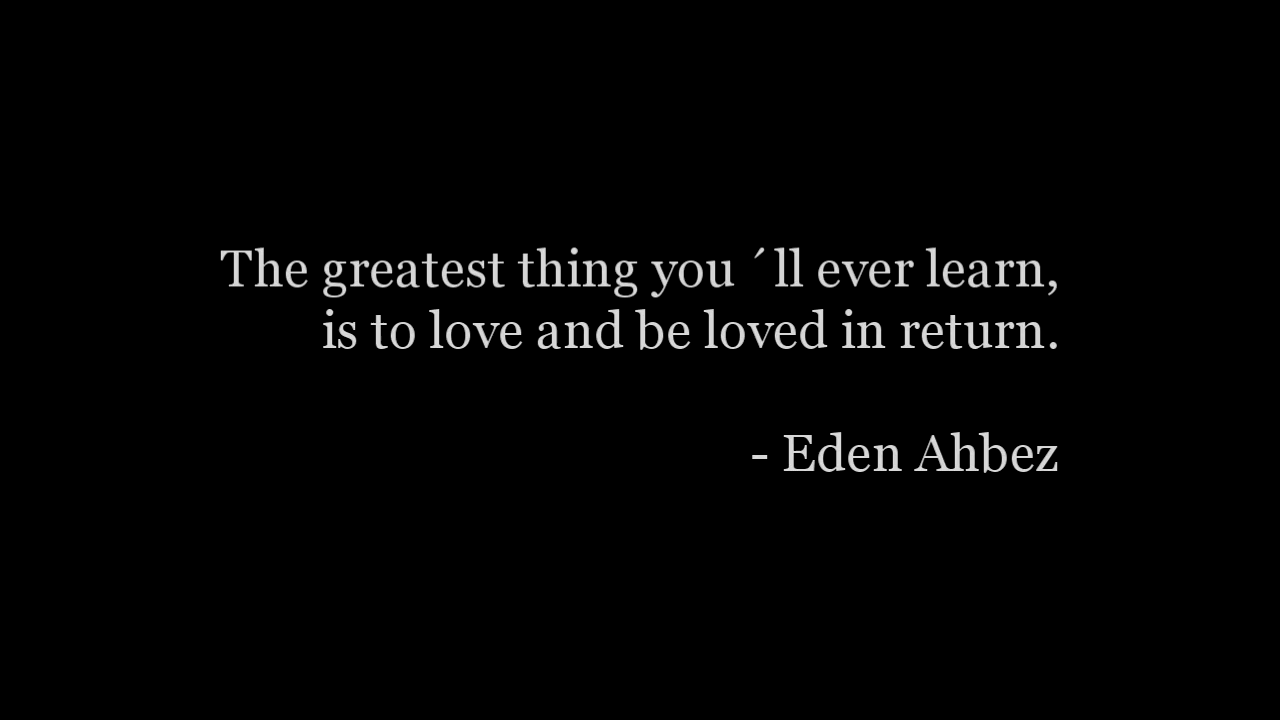 The greatest thing you ´ll ever learn,
is to love and be loved in return.
- Eden Ahbez